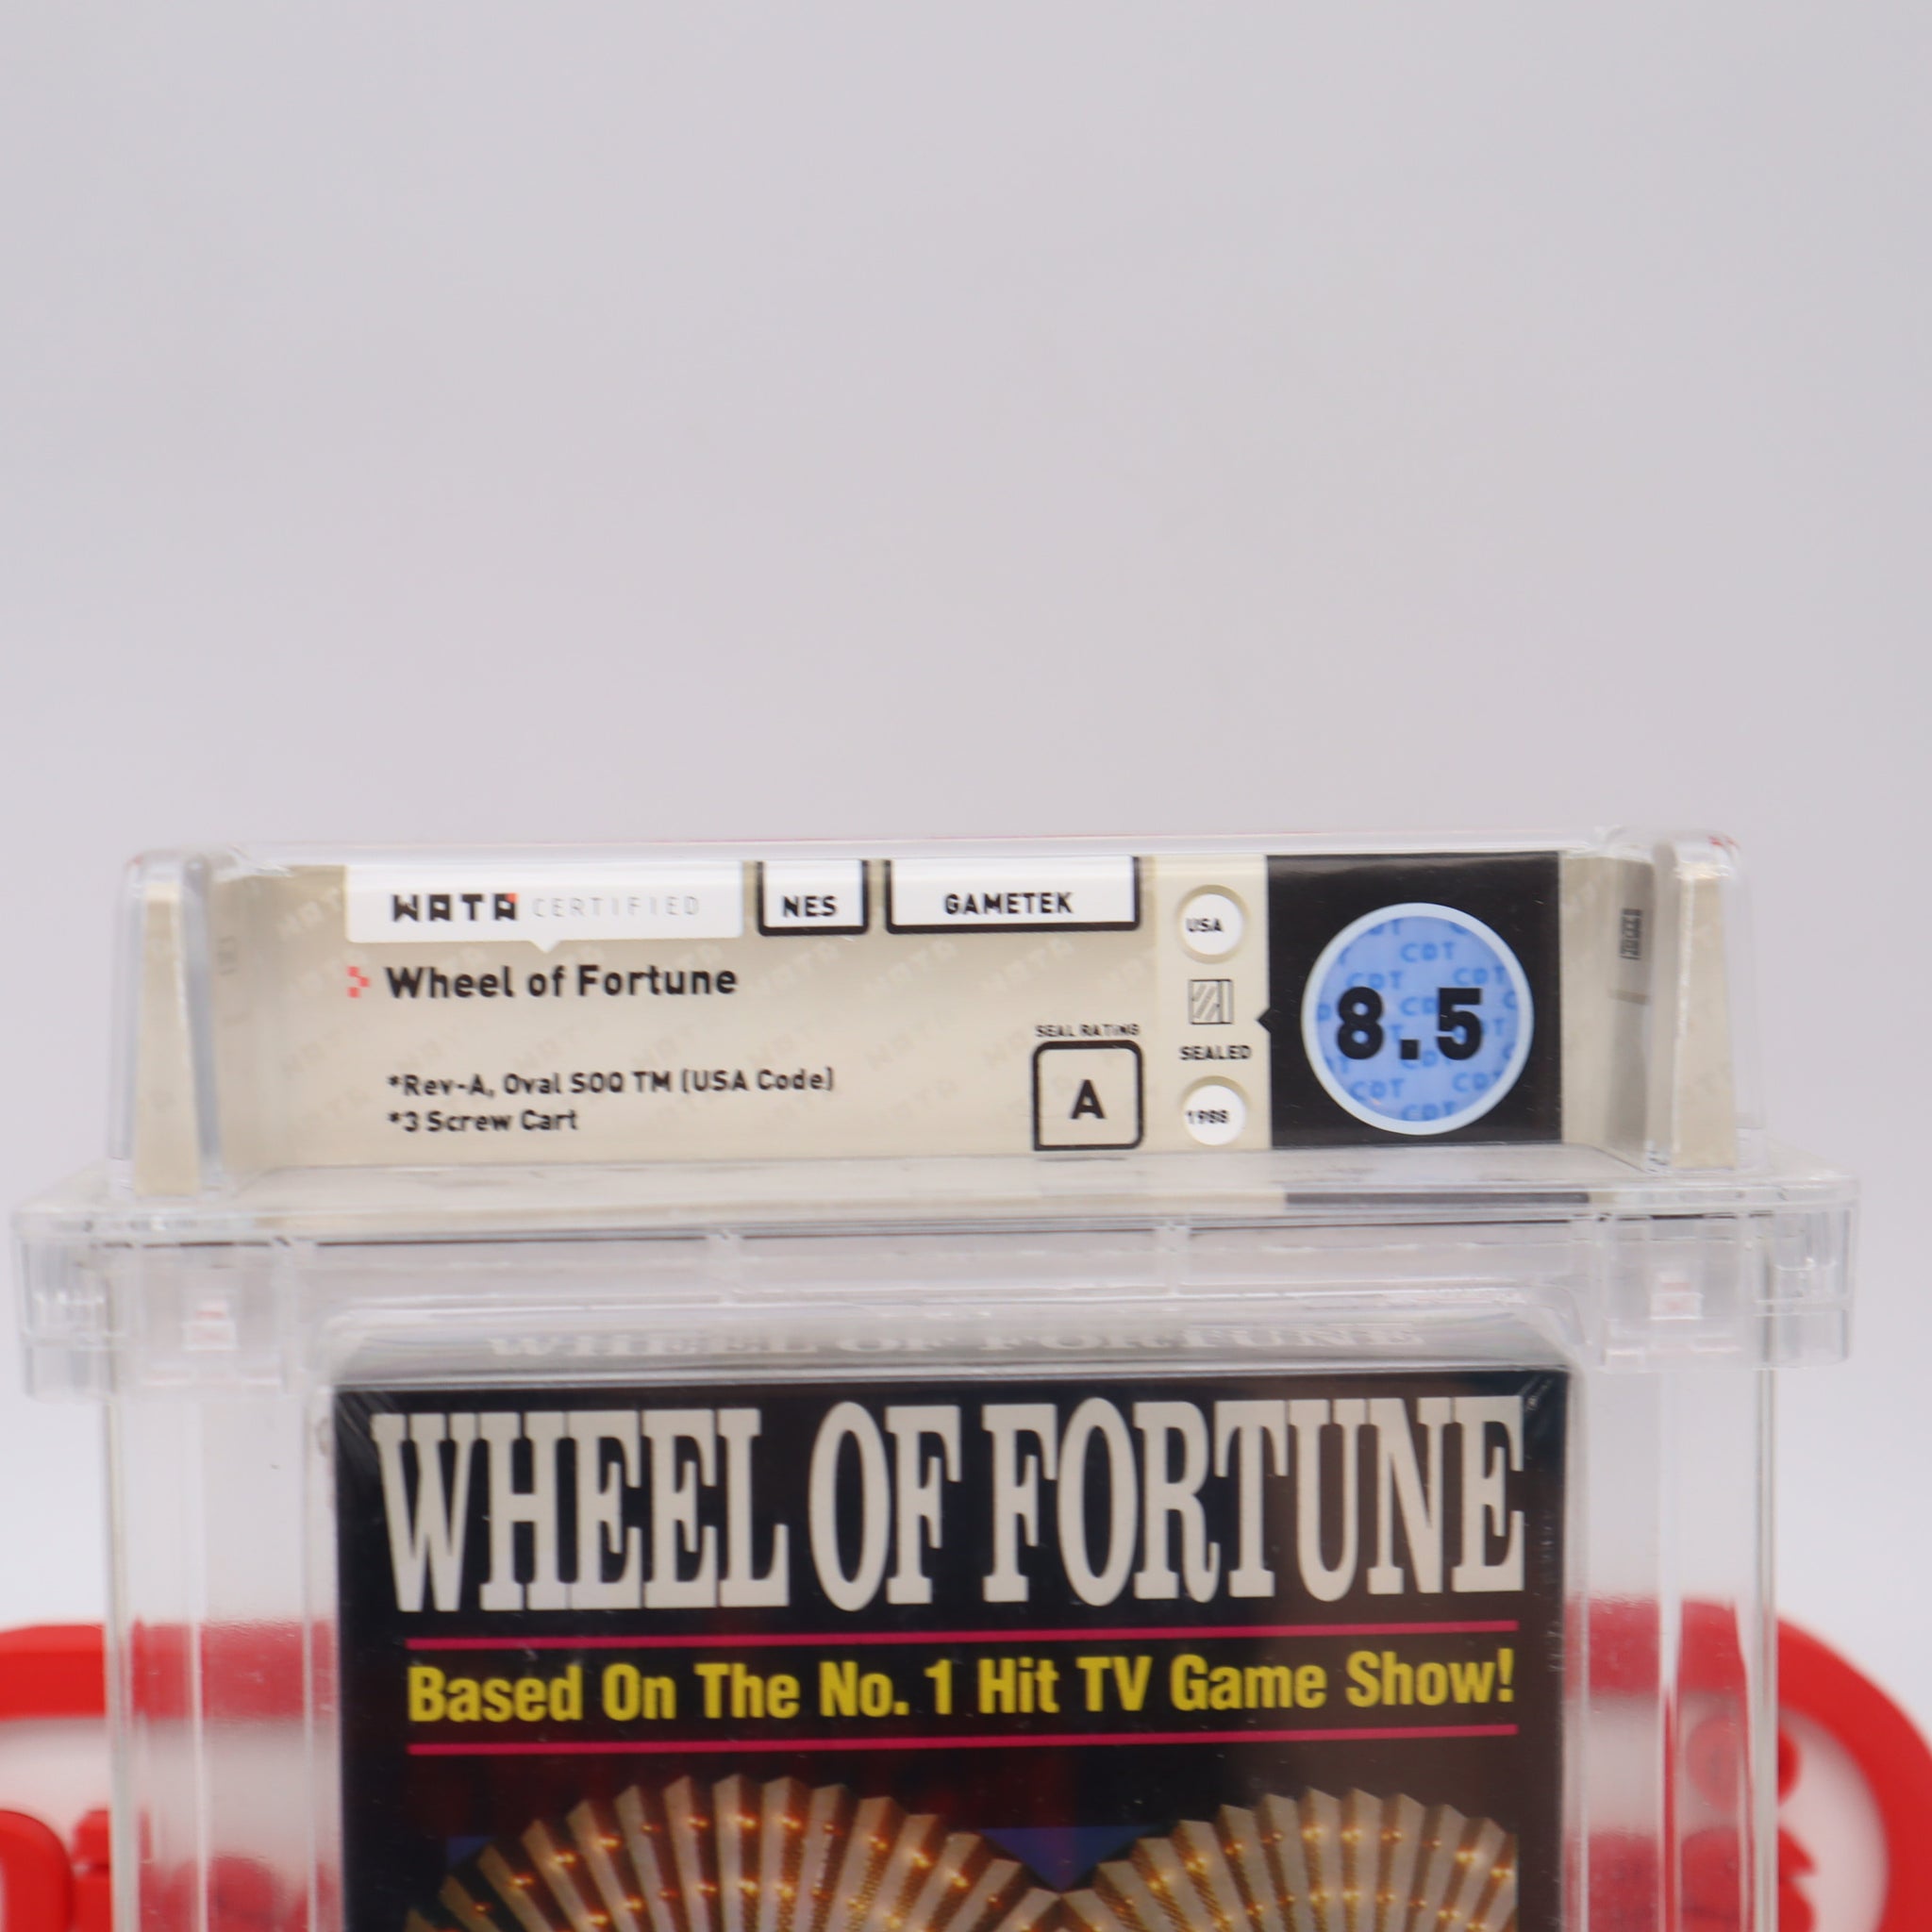 WATA CERTIFIED
NES
GAMETEK
USA
Wheel of Fortune
SEALED
SEAL RATING
A
1988
8.5
*Rev-A, Oval SOQ TM (USA Code)
*3 Screw Cart
WHEEL OF FORTUNE
WHEEL OF FORTUNE
Based On The No. 1 Hit TV Game Show!